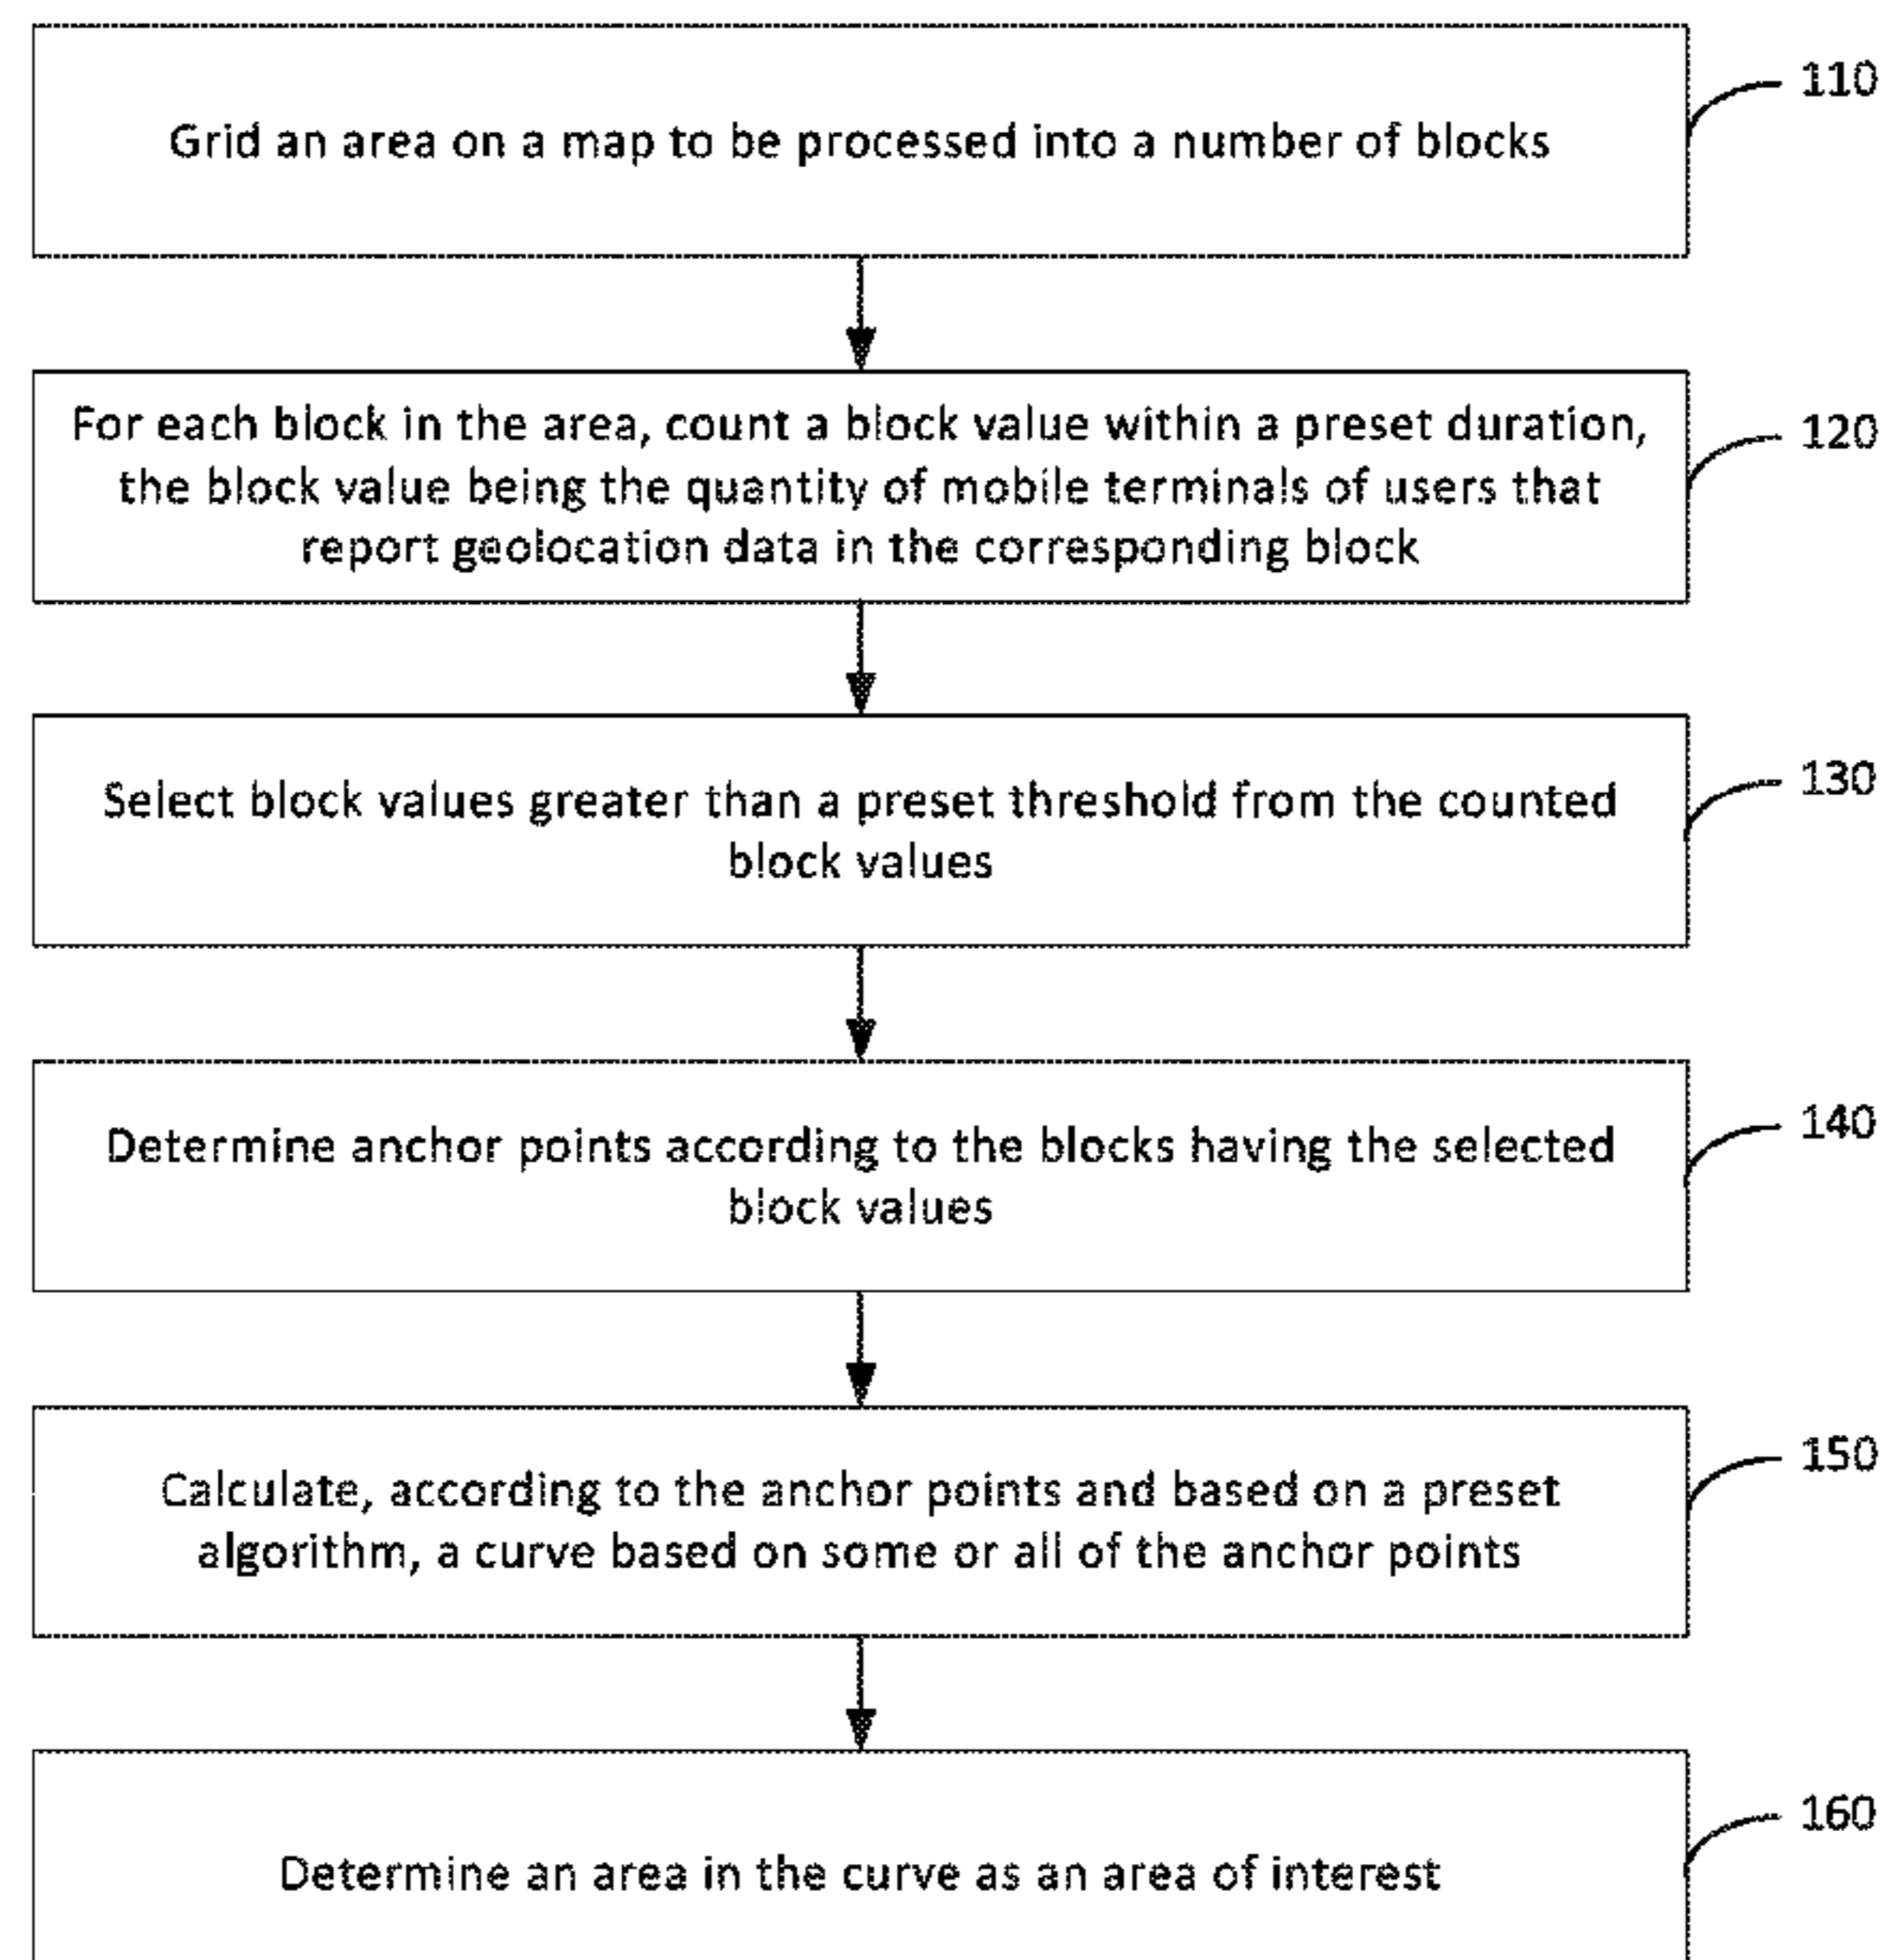 Grid an area on a map to be processed into a number of blocks
110
For each block in the area, count a block value within a preset duration,
the block value being the quantity of mobile terminals of users that
report geolocation data in the corresponding block
120
Select block values greater than a preset threshold from the counted
block values
130
Determine anchor points according to the blocks having the selected
block values
140
Calculate, according to the anchor points and based on a preset
algorithm, a curve based on some or all of the anchor points
150
Determine an area in the curve as an area of interest
160